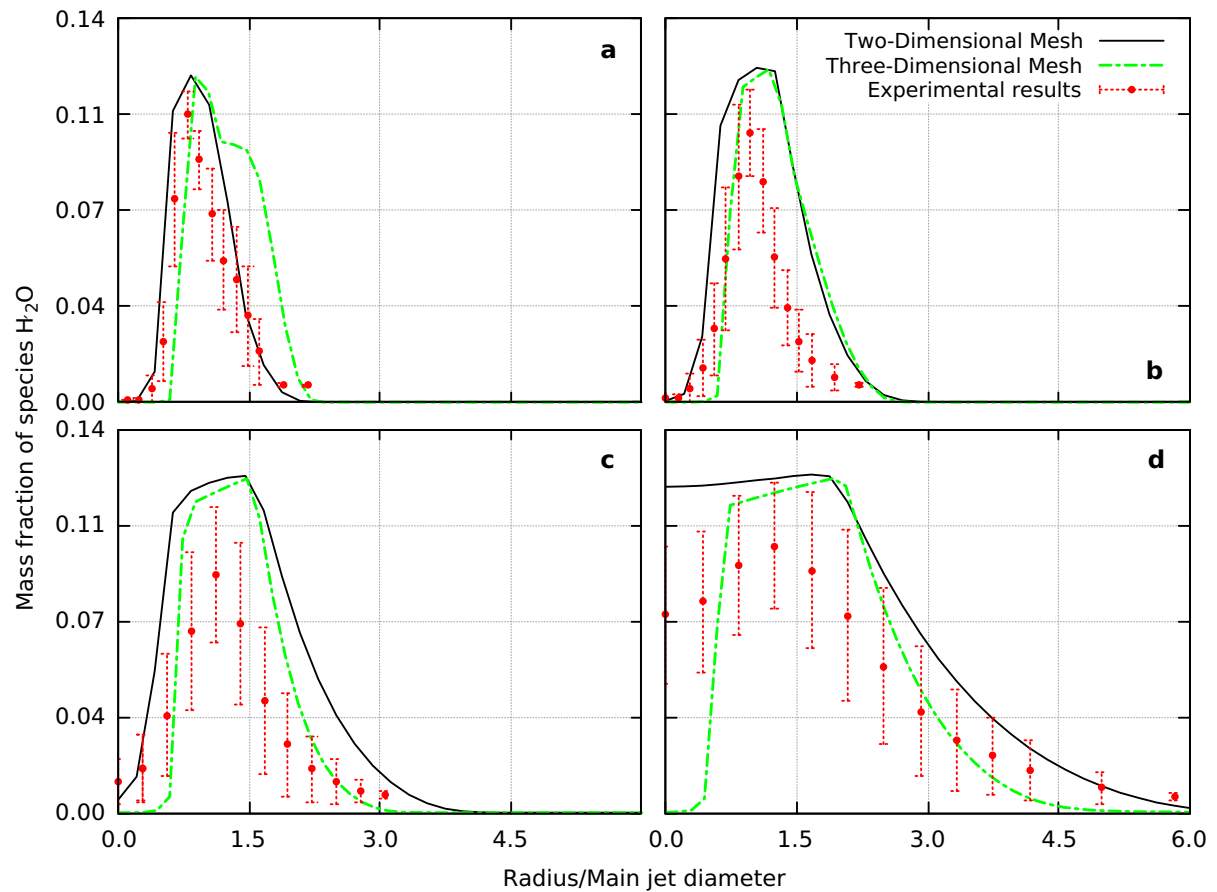 0.14
0.11
0.07
0.04
0.00
a
Two-Dimensional Mesh
Three-Dimensional Mesh
Experimental results
b
Mass fraction of species H₂O
0.14
0.11
0.07
0.04
0.00
c
d
0.0 1.5 3.0 4.5
0.0 1.5 3.0 4.5 6.0
Radius/Main jet diameter